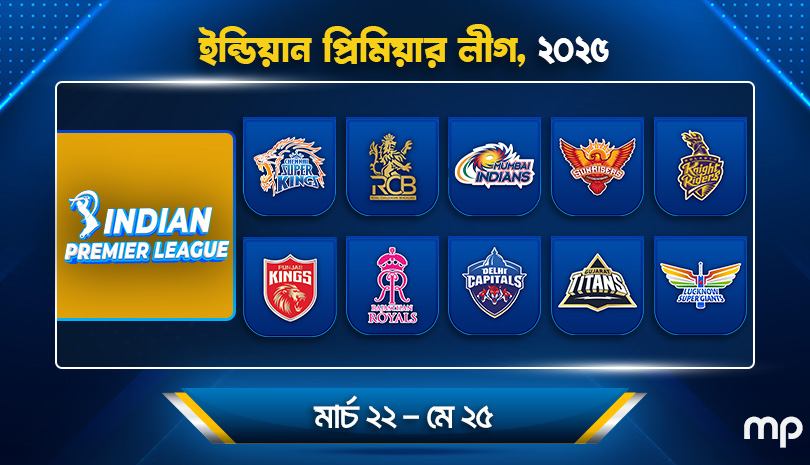 ইন্ডিয়ান প্রিমিয়ার লীগ, ২০২৫
INDIAN
PREMIER LEAGUE
CHENNAI
SUPER
KINGS
RCB
MUMBAI
INDIANS
SUNRISERS
Knight
Riders
PUNJAB
KINGS
RAJASTHAN
ROYALS
DELHI
CAPITALS
GUJARAT
TITANS
LUCKNOW
SUPER GIANTS
মার্চ ২২ – মে ২৫
mp